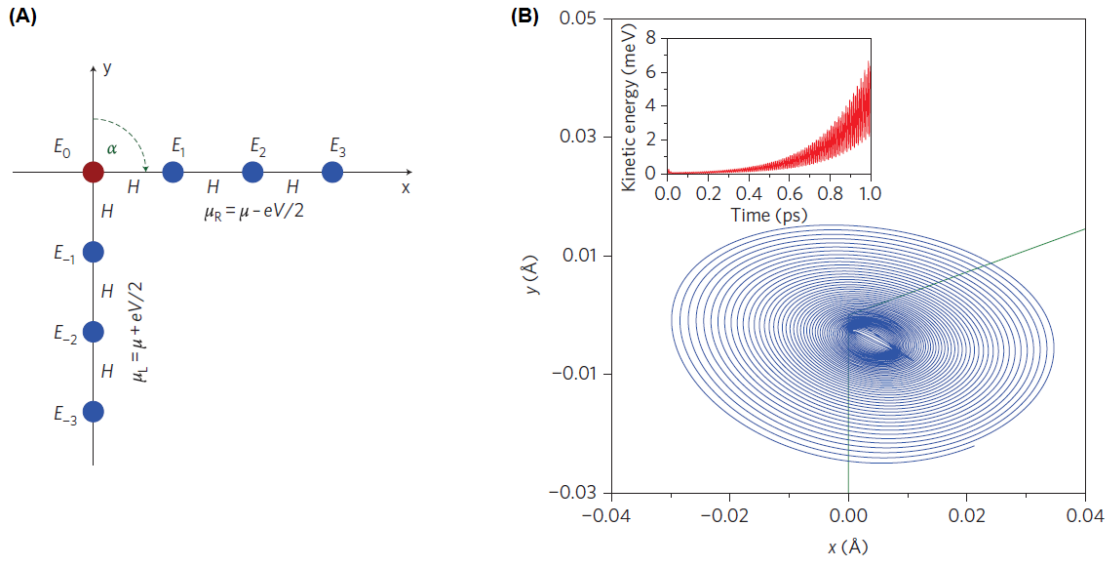 (A)
y
E₀
α
E₁
E₂
E₃
x
H
H
H
μR = μ − eV/2
H
E₋₁
H
E₋₂
H
E₋₃
μL = μ + eV/2
(B)
0.05
0.03
0.01
−0.01
−0.03
y (Å)
−0.04
−0.02
0.00
0.02
0.04
x (Å)
Kinetic energy (meV)
8
6
4
2
0
0.0
0.2
0.4
0.6
0.8
1.0
Time (ps)